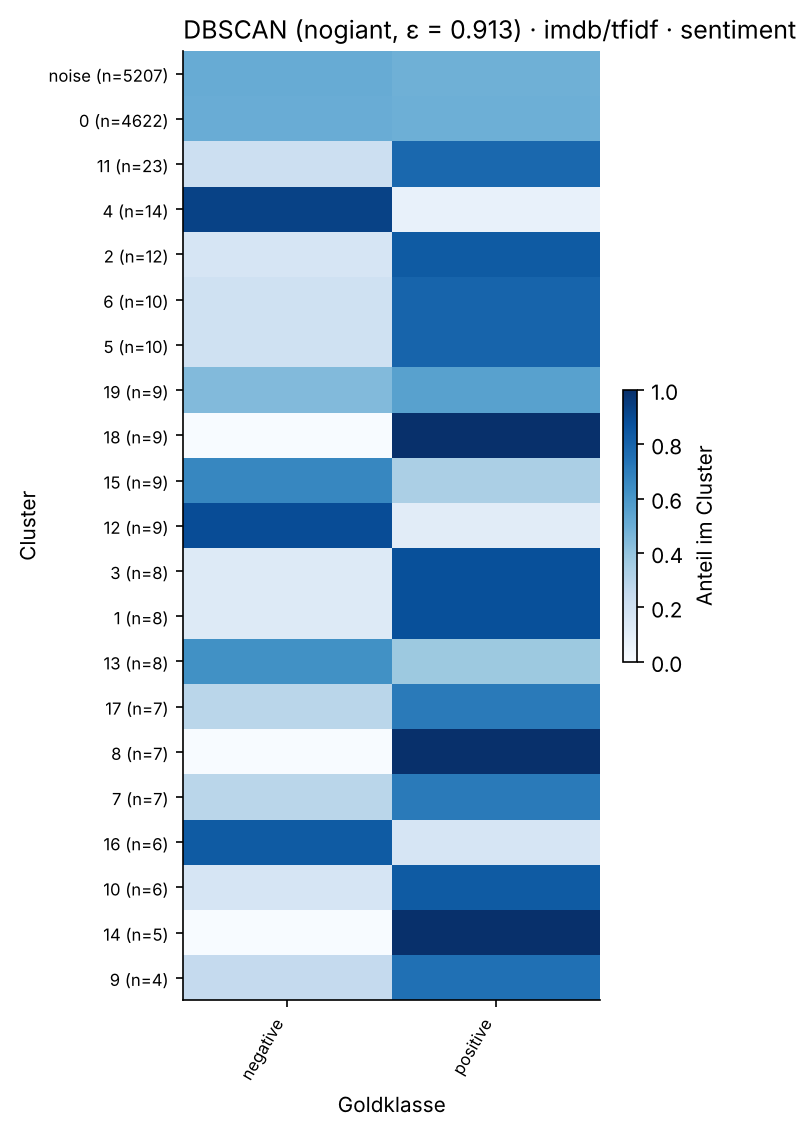 DBSCAN (nogiant, ε = 0.913) · imdb/tfidf · sentiment
noise (n=5207)
0 (n=4622)
11 (n=23)
4 (n=14)
2 (n=12)
6 (n=10)
5 (n=10)
19 (n=9)
18 (n=9)
15 (n=9)
12 (n=9)
3 (n=8)
1 (n=8)
13 (n=8)
17 (n=7)
8 (n=7)
7 (n=7)
16 (n=6)
10 (n=6)
14 (n=5)
9 (n=4)
Cluster
negative
positive
Goldklasse
1.0
0.8
0.6
0.4
0.2
0.0
Anteil im Cluster